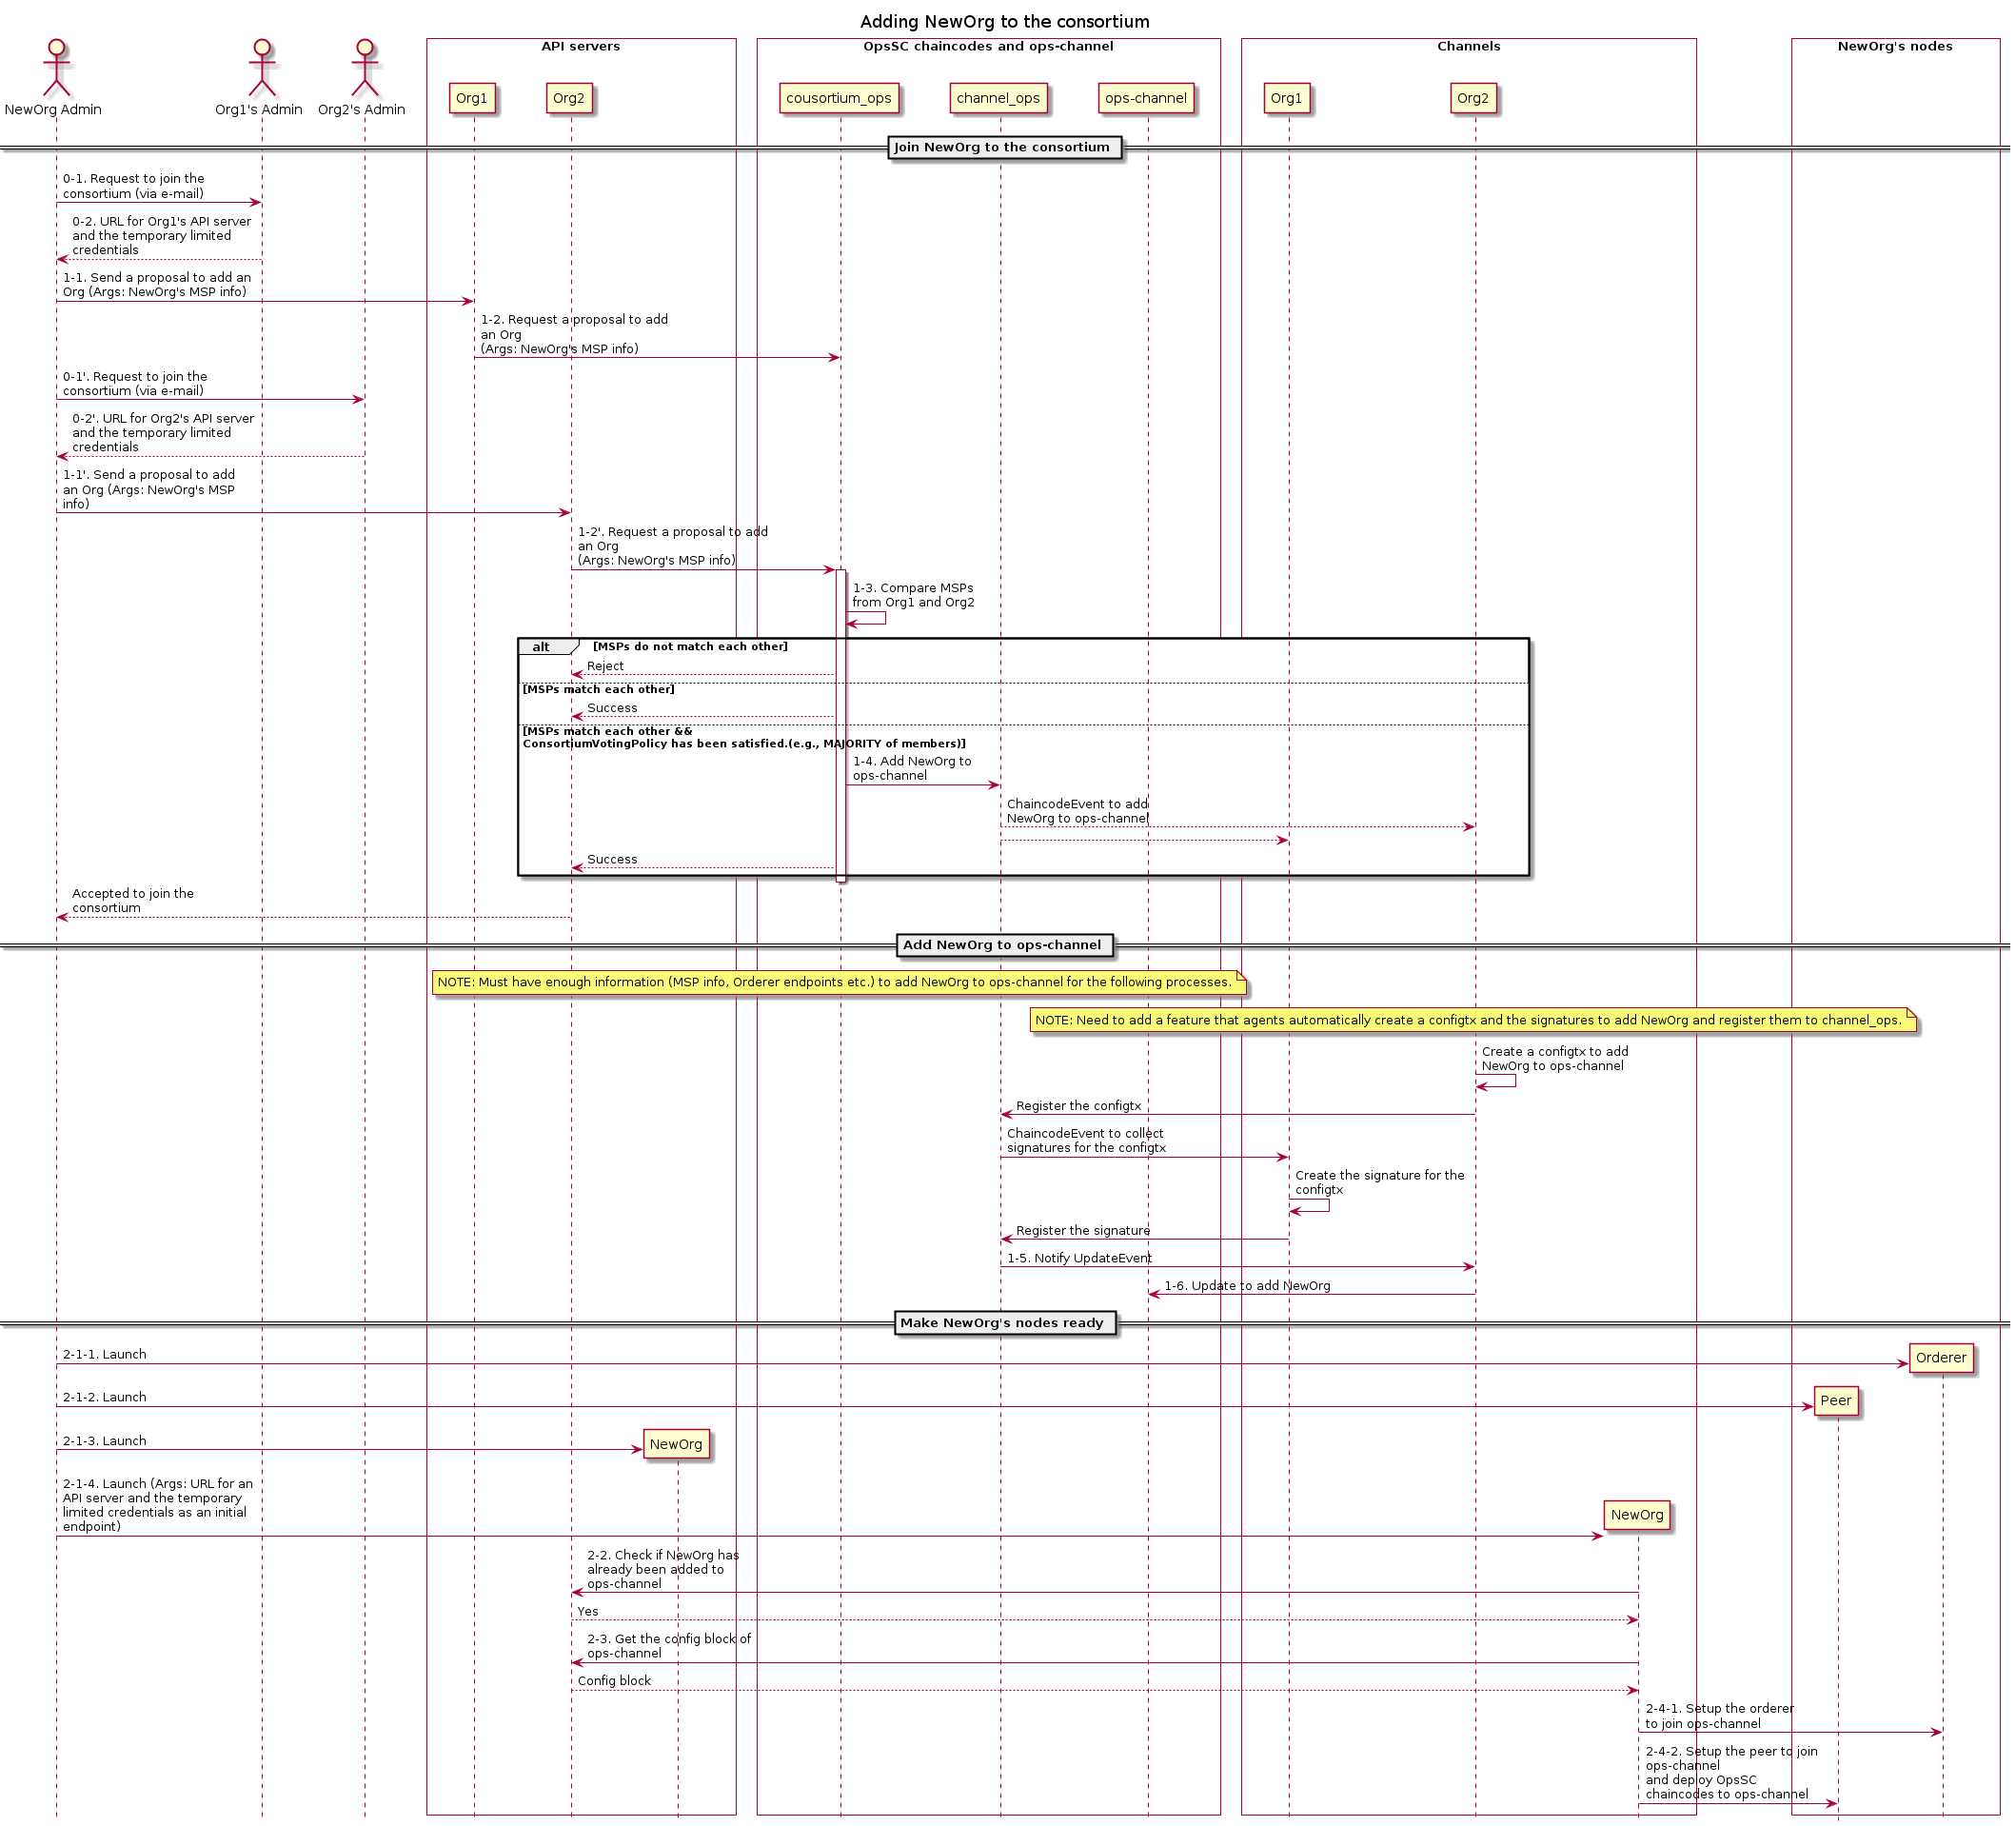 Adding NewOrg to the consortium
API servers
OpsSC chaincodes and ops-channel
Channels
NewOrg's nodes
NewOrg Admin
Org1's Admin
Org2's Admin
Org1
Org2
cousortium_ops
channel_ops
ops-channel
Org1
Org2
Join NewOrg to the consortium
0-1. Request to join the
consortium (via e-mail)
0-2. URL for Org1's API server
and the temporary limited
credentials
1-1. Send a proposal to add an
Org (Args: NewOrg's MSP info)
1-2. Request a proposal to add
an Org
(Args: NewOrg's MSP info)
0-1'. Request to join the
consortium (via e-mail)
0-2'. URL for Org2's API server
and the temporary limited
credentials
1-1'. Send a proposal to add
an Org (Args: NewOrg's MSP
info)
1-2'. Request a proposal to add
an Org
(Args: NewOrg's MSP info)
1-3. Compare MSPs
from Org1 and Org2
alt
[MSPs do not match each other]
Reject
[MSPs match each other]
Success
[MSPs match each other &&
ConsortiumVotingPolicy has been satisfied.(e.g., MAJORITY of members)]
1-4. Add NewOrg to
ops-channel
ChaincodeEvent to add
NewOrg to ops-channel
Success
Accepted to join the
consortium
Add NewOrg to ops-channel
NOTE: Must have enough information (MSP info, Orderer endpoints etc.) to add NewOrg to ops-channel for the following processes.
NOTE: Need to add a feature that agents automatically create a configtx and the signatures to add NewOrg and register them to channel_ops.
Create a configtx to add
NewOrg to ops-channel
Register the configtx
ChaincodeEvent to collect
signatures for the configtx
Create the signature for the
configtx
Register the signature
1-5. Notify UpdateEvent
1-6. Update to add NewOrg
Make NewOrg's nodes ready
2-1-1. Launch
Orderer
2-1-2. Launch
Peer
2-1-3. Launch
NewOrg
2-1-4. Launch (Args: URL for an
API server and the temporary
limited credentials as an initial
endpoint)
NewOrg
2-2. Check if NewOrg has
already been added to
ops-channel
Yes
2-3. Get the config block of
ops-channel
Config block
2-4-1. Setup the orderer
to join ops-channel
2-4-2. Setup the peer to join
ops-channel
and deploy OpsSC
chaincodes to ops-channel